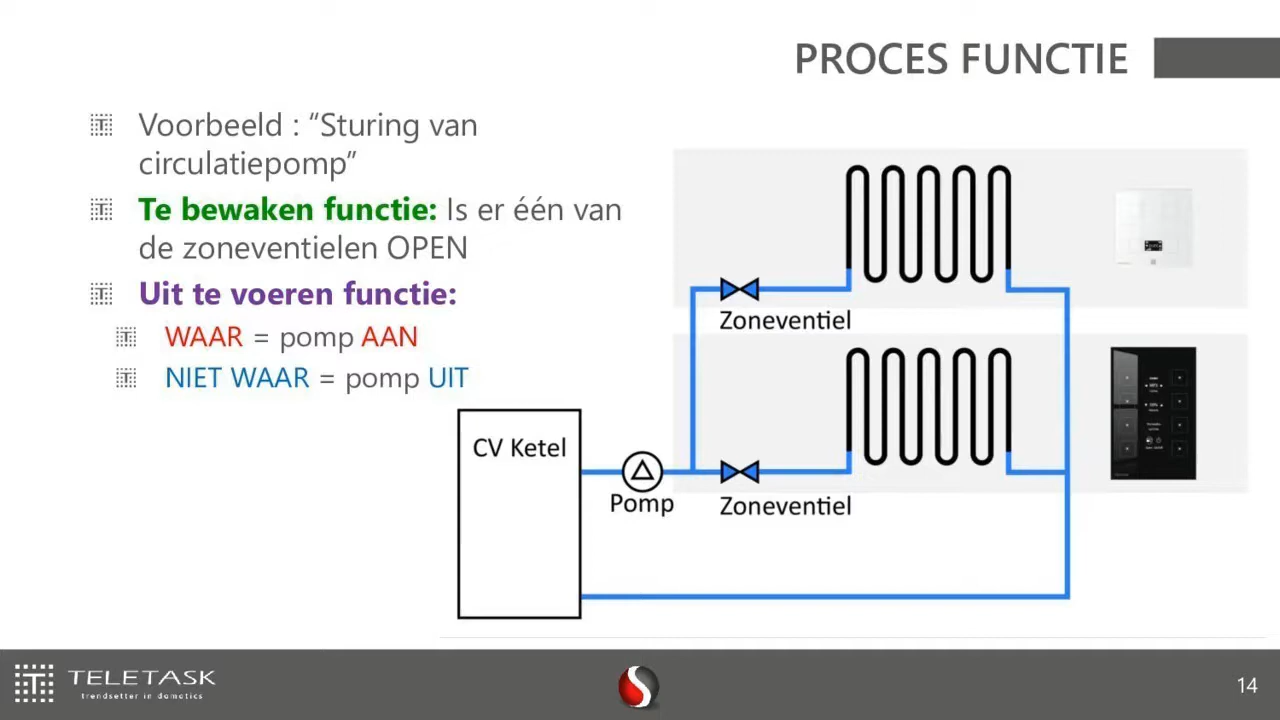 PROCES FUNCTIE
Voorbeeld : “Sturing van
circulatiepomp”
Te bewaken functie: Is er één van
de zoneventielen OPEN
Uit te voeren functie:
WAAR = pomp AAN
NIET WAAR = pomp UIT
Zoneventiel
CV Ketel
Pomp
Zoneventiel
TELETASK
trendsetter in domotics
14